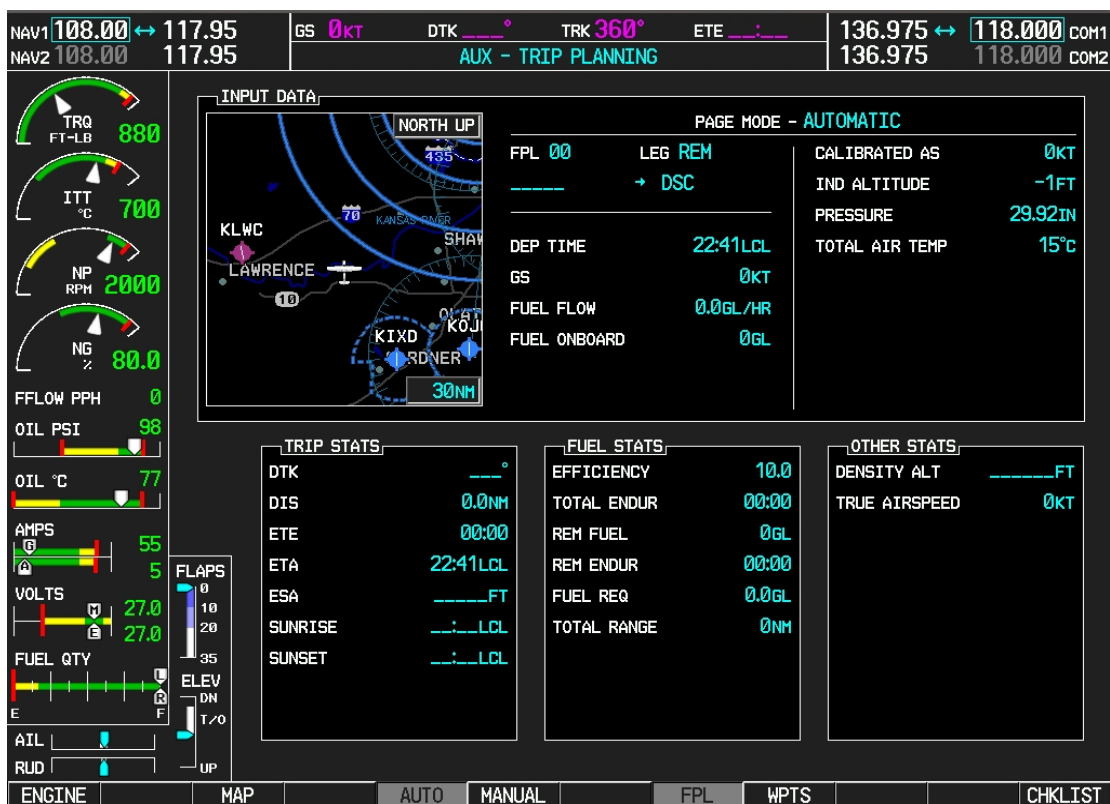 NAV1 108.00 ↔ 117.95 GS 0KT DTK ___° TRK 360° ETE __:__ 136.975 ↔ 118.000 COM1
NAV2 108.00 117.95 AUX - TRIP PLANNING 136.975 118.000 COM2
TRQ
FT-LB 880
ITT
°C 700
NP
RPM 2000
NG
% 80.0
FFLOW PPH 0
OIL PSI 98
OIL °C 77
AMPS
G 55
A 5
VOLTS
M 27.0
E 27.0
FUEL QTY
L
R
E F
AIL
RUD
FLAPS
0
10
20
35
ELEV
DN
T/O
UP
INPUT DATA
NORTH UP
435
70
KANSAS RIVER
KLWC
SHAW
LAWRENCE
10
OLAT
KOJ
KIXD
RDNER
30NM
PAGE MODE - AUTOMATIC
FPL 00 LEG REM
_____ → DSC
DEP TIME 22:41LCL
GS 0KT
FUEL FLOW 0.0GL/HR
FUEL ONBOARD 0GL
CALIBRATED AS 0KT
IND ALTITUDE -1FT
PRESSURE 29.92IN
TOTAL AIR TEMP 15°C
TRIP STATS
DTK ___°
DIS 0.0NM
ETE 00:00
ETA 22:41LCL
ESA _____FT
SUNRISE __:__LCL
SUNSET __:__LCL
FUEL STATS
EFFICIENCY 10.0
TOTAL ENDUR 00:00
REM FUEL 0GL
REM ENDUR 00:00
FUEL REQ 0.0GL
TOTAL RANGE 0NM
OTHER STATS
DENSITY ALT ______FT
TRUE AIRSPEED 0KT
ENGINE MAP AUTO MANUAL FPL WPTS CHKLIST